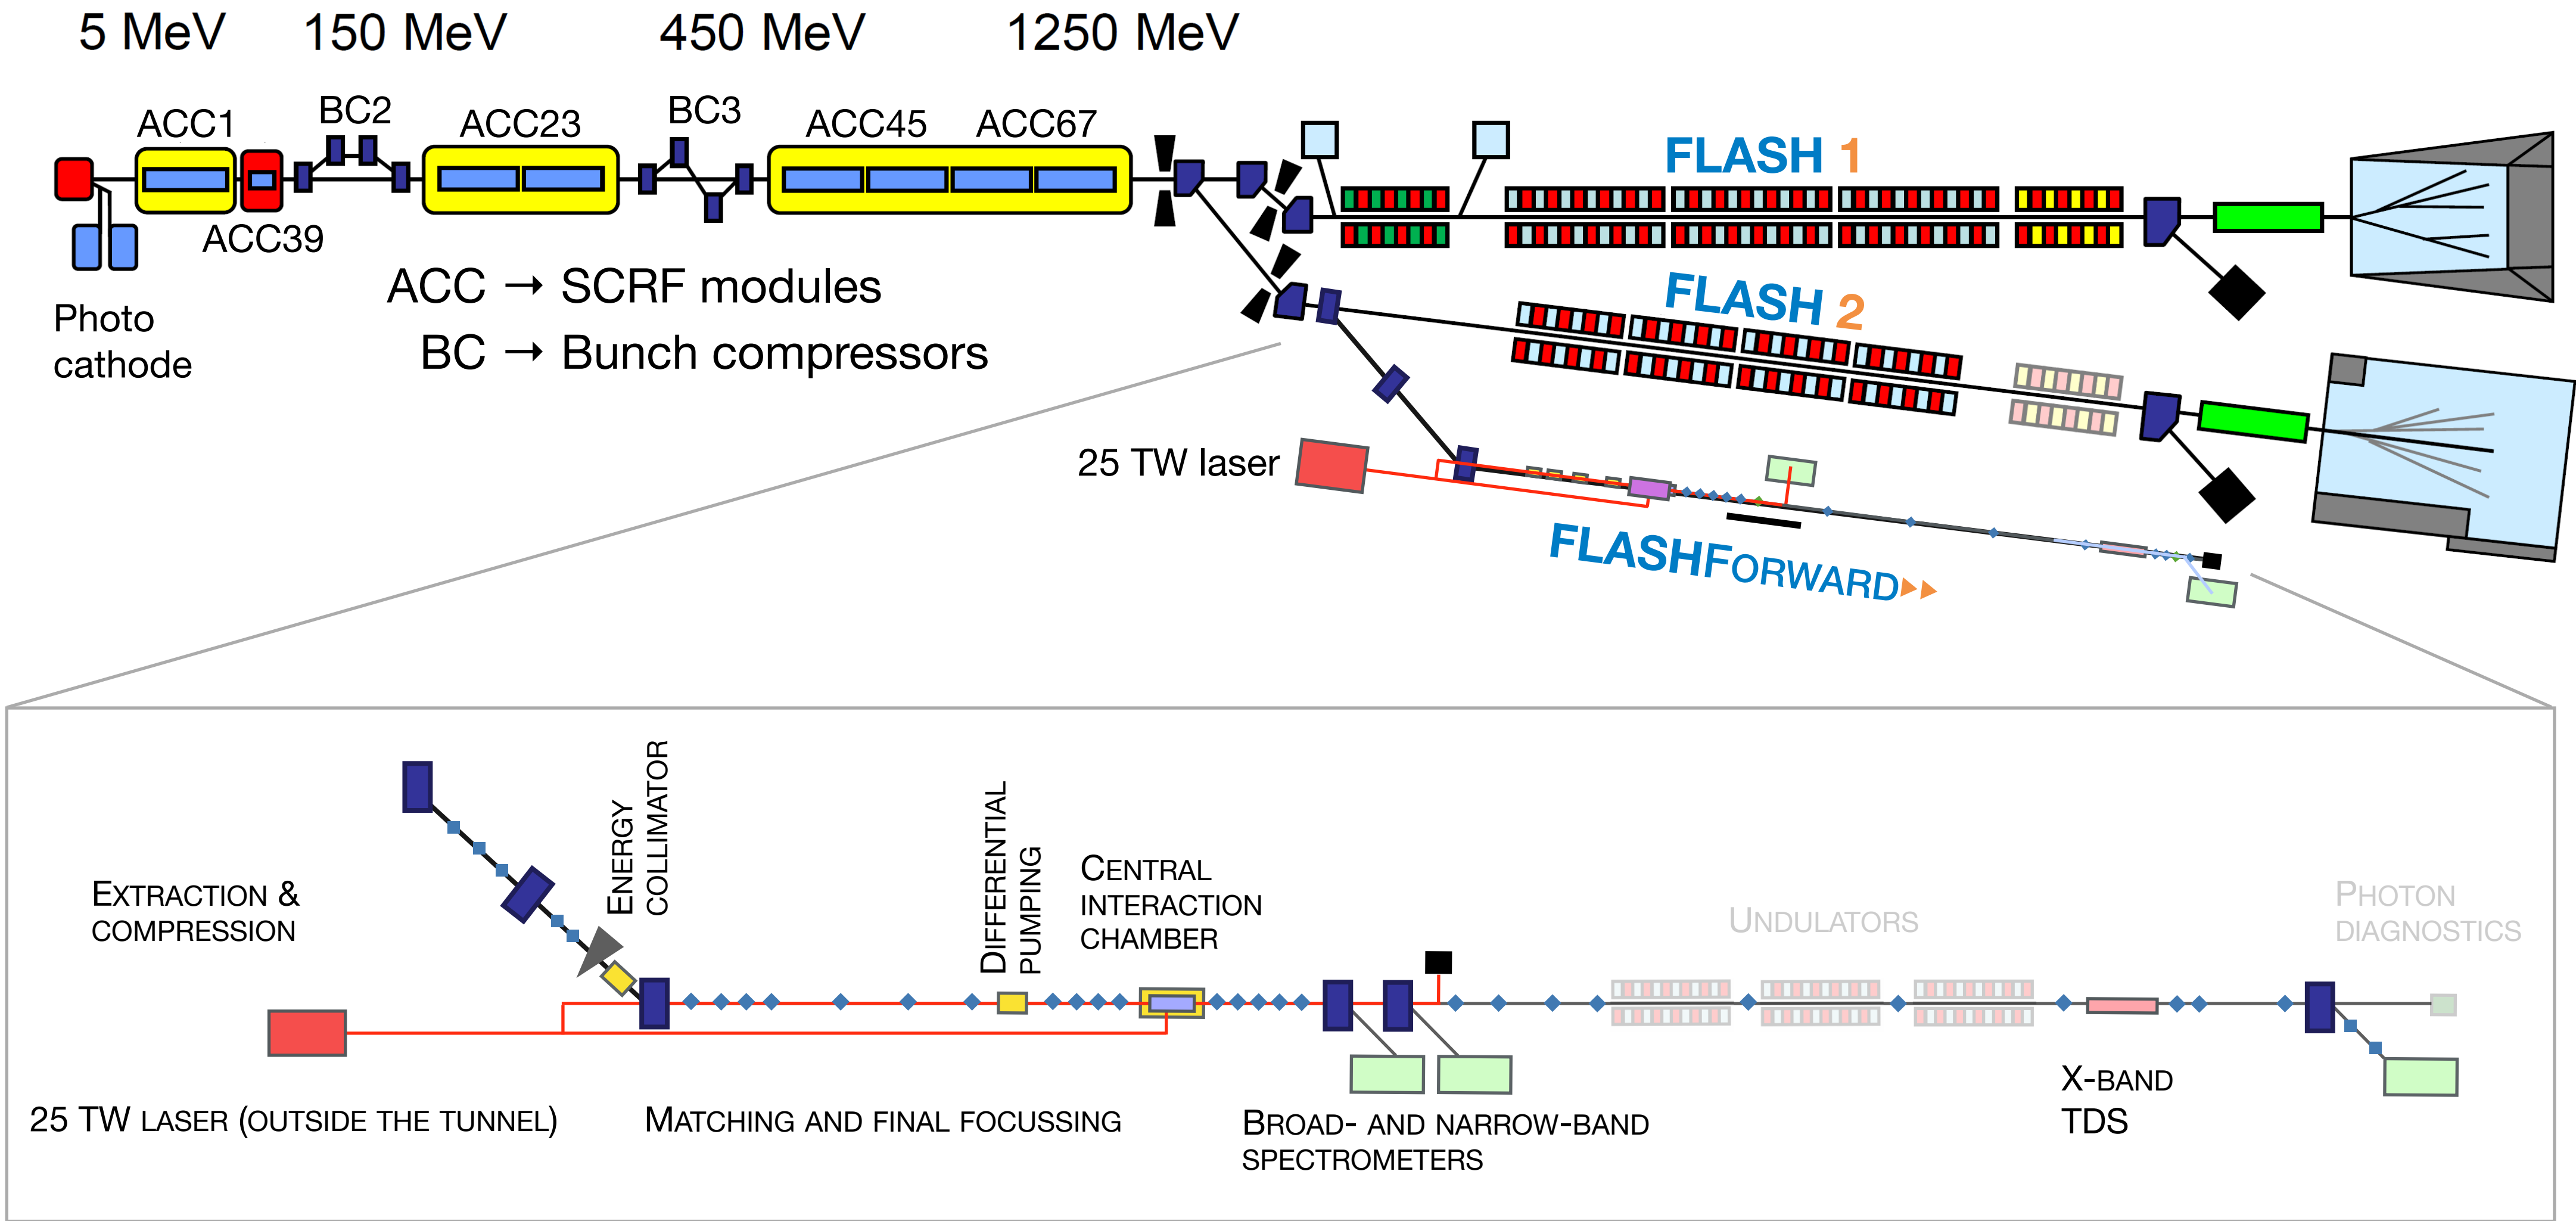 5 MeV 150 MeV 450 MeV 1250 MeV
ACC1 BC2 ACC23 BC3 ACC45 ACC67
ACC39
Photo
cathode
ACC → SCRF modules
BC → Bunch compressors
FLASH 1
FLASH 2
25 TW laser
FLASHFORWARD
EXTRACTION &
COMPRESSION
ENERGY
COLLIMATOR
DIFFERENTIAL
PUMPING
CENTRAL
INTERACTION
CHAMBER
UNDULATORS
PHOTON
DIAGNOSTICS
25 TW LASER (OUTSIDE THE TUNNEL)
MATCHING AND FINAL FOCUSSING
BROAD- AND NARROW-BAND
SPECTROMETERS
X-BAND
TDS